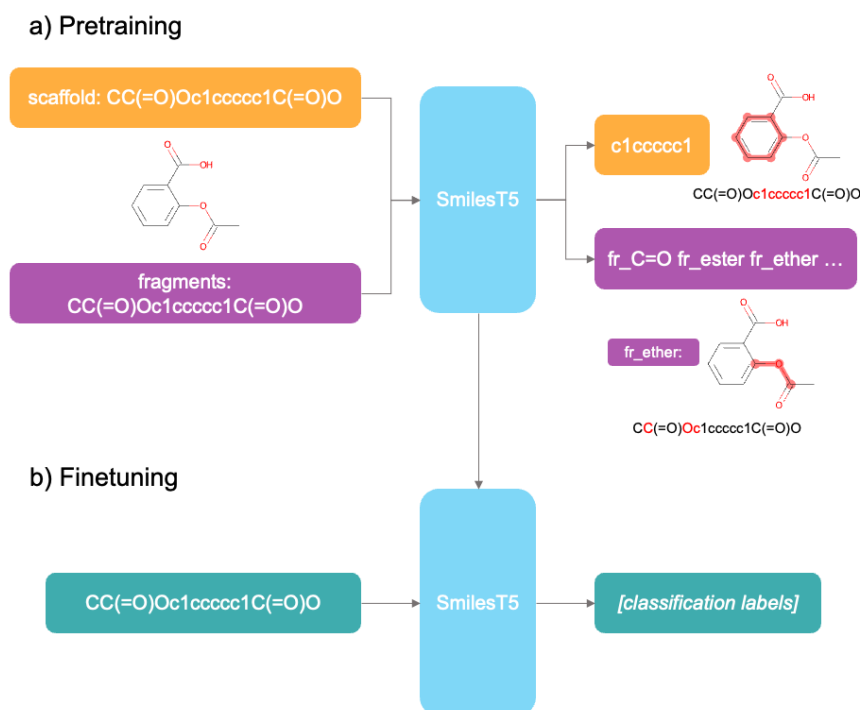 a) Pretraining
scaffold: CC(=O)Oc1ccccc1C(=O)O
O
OH
O
O
fragments:
CC(=O)Oc1ccccc1C(=O)O
SmilesT5
c1ccccc1
O
OH
O
O
CC(=O)Oc1ccccc1C(=O)O
fr_C=O fr_ester fr_ether …
fr_ether:
O
OH
O
O
CC(=O)Oc1ccccc1C(=O)O
b) Finetuning
CC(=O)Oc1ccccc1C(=O)O
SmilesT5
[classification labels]